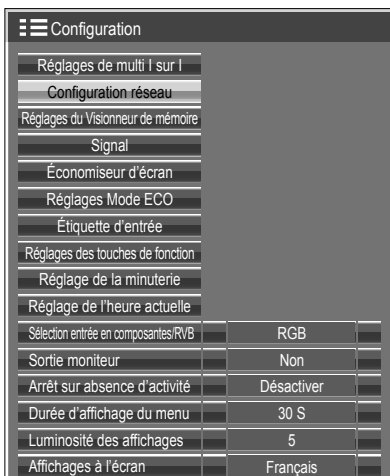 Configuration
Réglages de multi I sur I
Configuration réseau
Réglages du Visionneur de mémoire
Signal
Économiseur d'écran
Réglages Mode ECO
Étiquette d'entrée
Réglages des touches de fonction
Réglage de la minuterie
Réglage de l'heure actuelle
Sélection entrée en composantes/RVB RGB
Sortie moniteur Non
Arrêt sur absence d'activité Désactiver
Durée d'affichage du menu 30 S
Luminosité des affichages 5
Affichages à l'écran Français